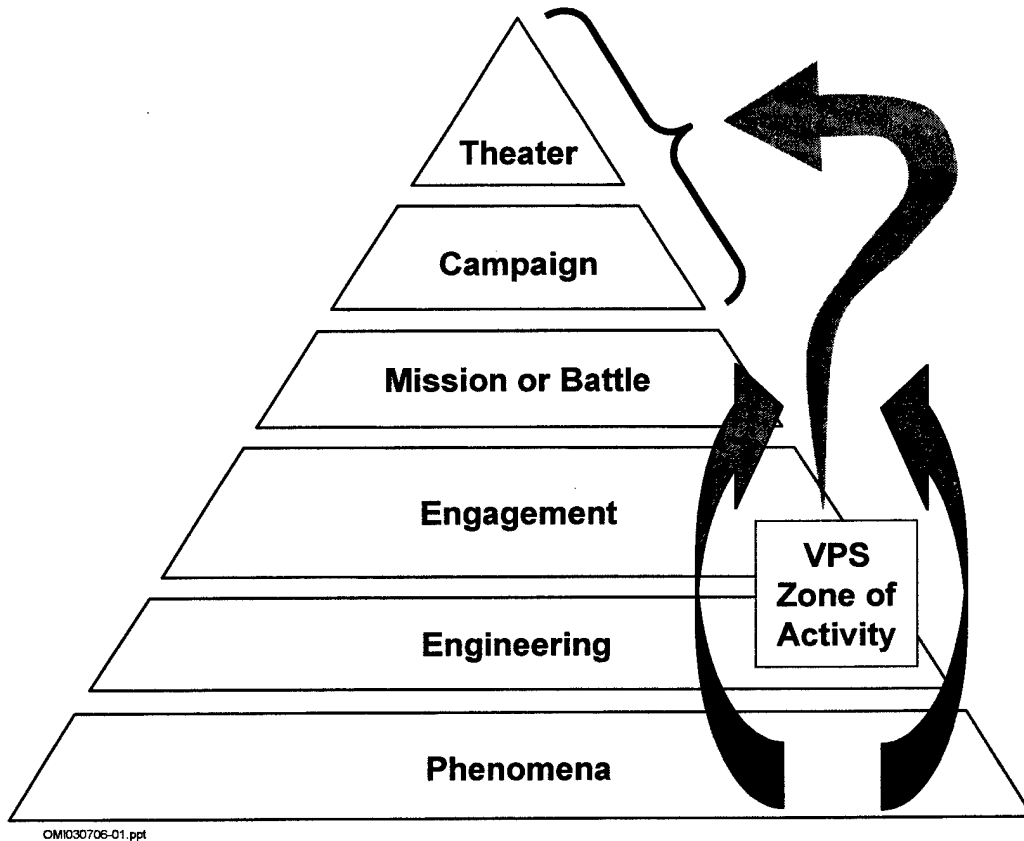 Theater
Campaign
Mission or Battle
Engagement
VPS
Zone of
Activity
Engineering
Phenomena
OMI030706-01.ppt